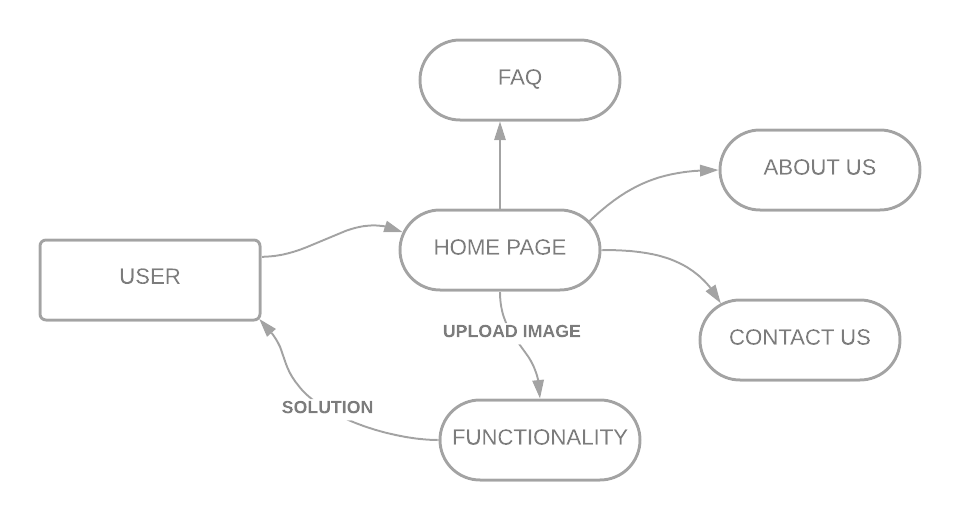 FAQ
ABOUT US
HOME PAGE
USER
UPLOAD IMAGE
CONTACT US
SOLUTION
FUNCTIONALITY